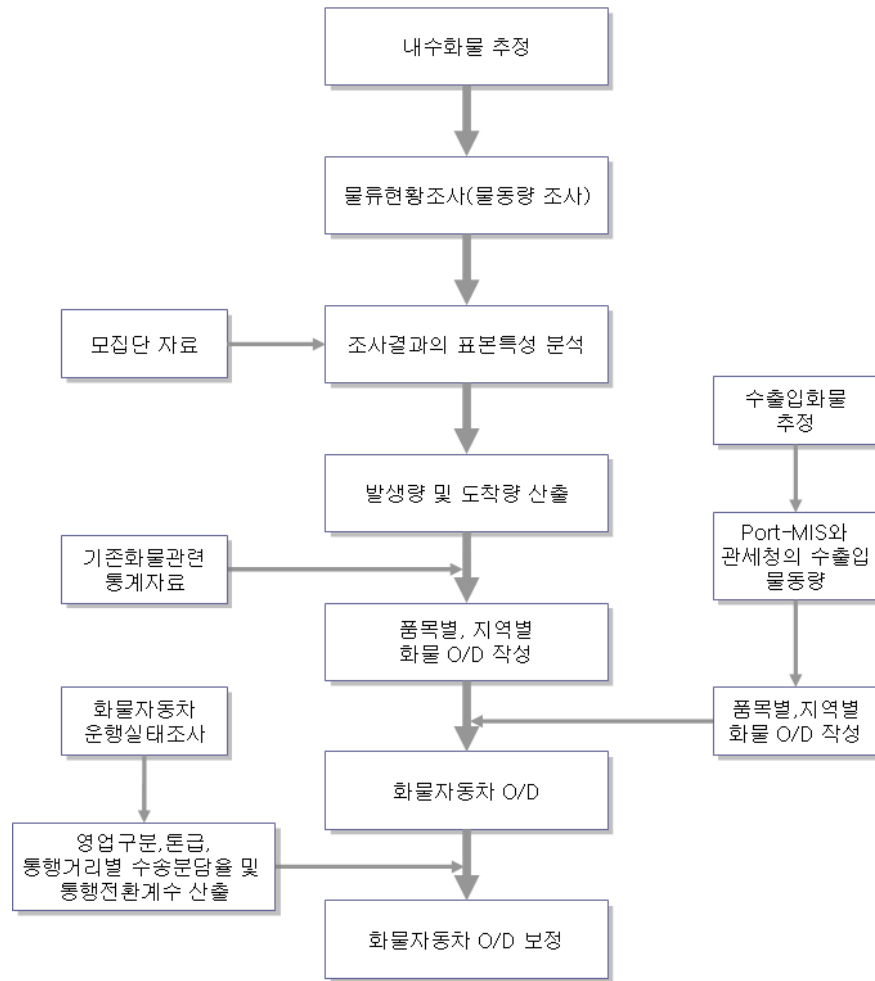 내수화물 추정
물류현황조사(물동량 조사)
모집단 자료
조사결과의 표본특성 분석
수출입화물
추정
발생량 및 도착량 산출
Port-MIS와
관세청의 수출입
물동량
기존화물관련
통계자료
품목별, 지역별
화물 O/D 작성
화물자동차
운행실태조사
품목별,지역별
화물 O/D 작성
화물자동차 O/D
영업구분,톤급,
통행거리별 수송분담율 및
통행전환계수 산출
화물자동차 O/D 보정